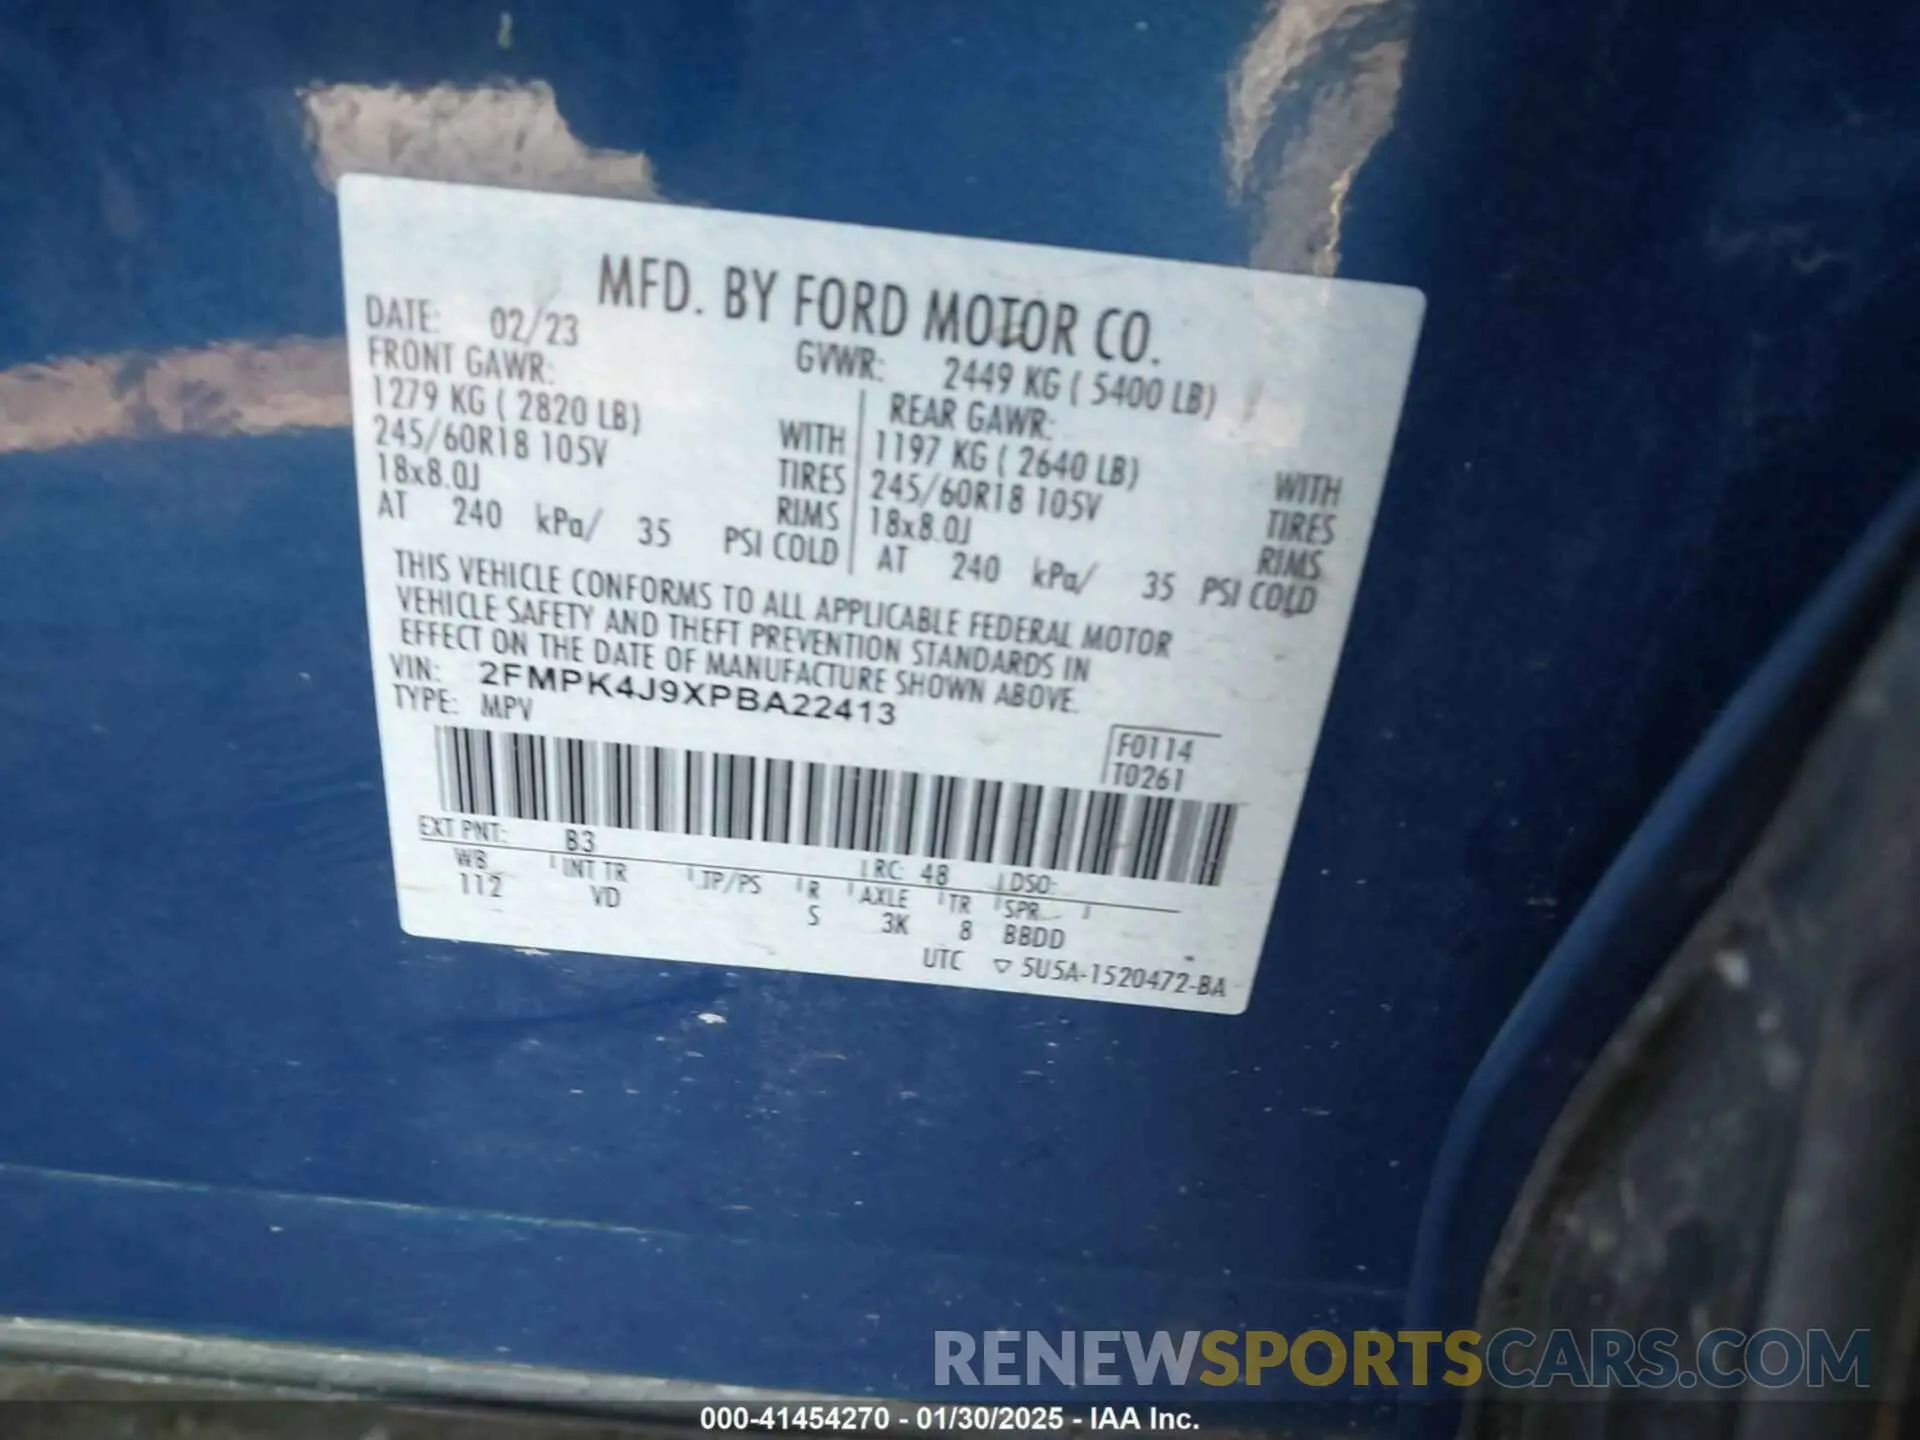 MFD. BY FORD MOTOR CO.
DATE: 02/23 GVWR: 2449 KG ( 5400 LB)
FRONT GAWR: REAR GAWR:
1279 KG ( 2820 LB) WITH 1197 KG ( 2640 LB) WITH
245/60R18 105V TIRES 245/60R18 105V TIRES
18x8.0J RIMS 18x8.0J RIMS
AT 240 kPa/ 35 PSI COLD AT 240 kPa/ 35 PSI COLD
THIS VEHICLE CONFORMS TO ALL APPLICABLE FEDERAL MOTOR
VEHICLE SAFETY AND THEFT PREVENTION STANDARDS IN
EFFECT ON THE DATE OF MANUFACTURE SHOWN ABOVE.
VIN: 2FMPK4J9XPBA22413
TYPE: MPV
F0114
T0261
EXT PNT: B3 RC: 48 DSO:
WB INT TR TP/PS R AXLE TR SPR
112 VD S 3K 8 BBDD
UTC ▽ 5U5A-1520472-BA
RENEWSPORTSCARS.COM
000-41454270 - 01/30/2025 - IAA Inc.